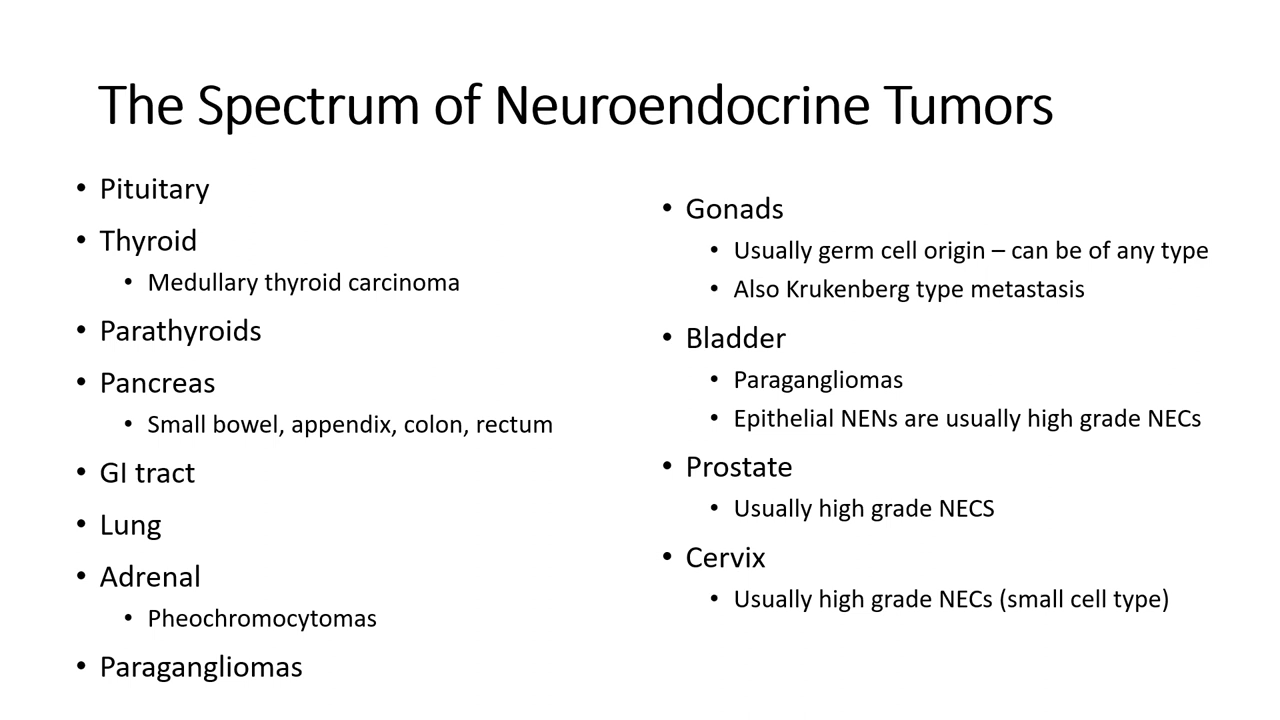 The Spectrum of Neuroendocrine Tumors
• Pituitary
• Thyroid
• Medullary thyroid carcinoma
• Parathyroids
• Pancreas
• Small bowel, appendix, colon, rectum
• GI tract
• Lung
• Adrenal
• Pheochromocytomas
• Paragangliomas
• Gonads
• Usually germ cell origin – can be of any type
• Also Krukenberg type metastasis
• Bladder
• Paragangliomas
• Epithelial NENs are usually high grade NECs
• Prostate
• Usually high grade NECS
• Cervix
• Usually high grade NECs (small cell type)